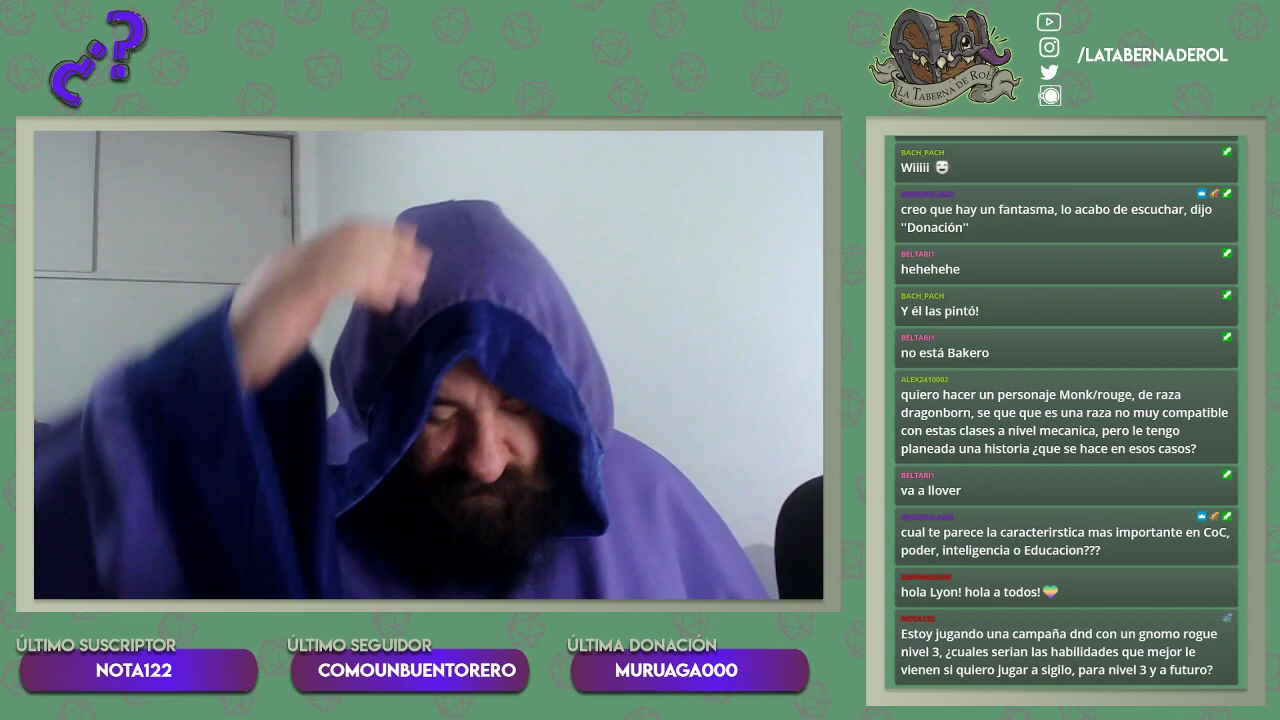 ¿?
LA TABERNA DE ROL
/LATABERNADEROL
BACH_PACH
Wiiiii
creo que hay un fantasma, lo acabo de escuchar, dijo
''Donación''
BELTARI1
hehehehe
BACH_PACH
Y él las pintó!
BELTARI1
no está Bakero
ALEX2410002
quiero hacer un personaje Monk/rouge, de raza
dragonborn, se que que es una raza no muy compatible
con estas clases a nivel mecanica, pero le tengo
planeada una historia ¿que se hace en esos casos?
BELTARI1
va a llover
cual te parece la caracterirstica mas importante en CoC,
poder, inteligencia o Educacion???
hola Lyon! hola a todos!
NOTA122
Estoy jugando una campaña dnd con un gnomo rogue
nivel 3, ¿cuales serian las habilidades que mejor le
vienen si quiero jugar a sigilo, para nivel 3 y a futuro?
ÚLTIMO SUSCRIPTOR
NOTA122
ÚLTIMO SEGUIDOR
COMOUNBUENTORERO
ÚLTIMA DONACIÓN
MURUAGA000